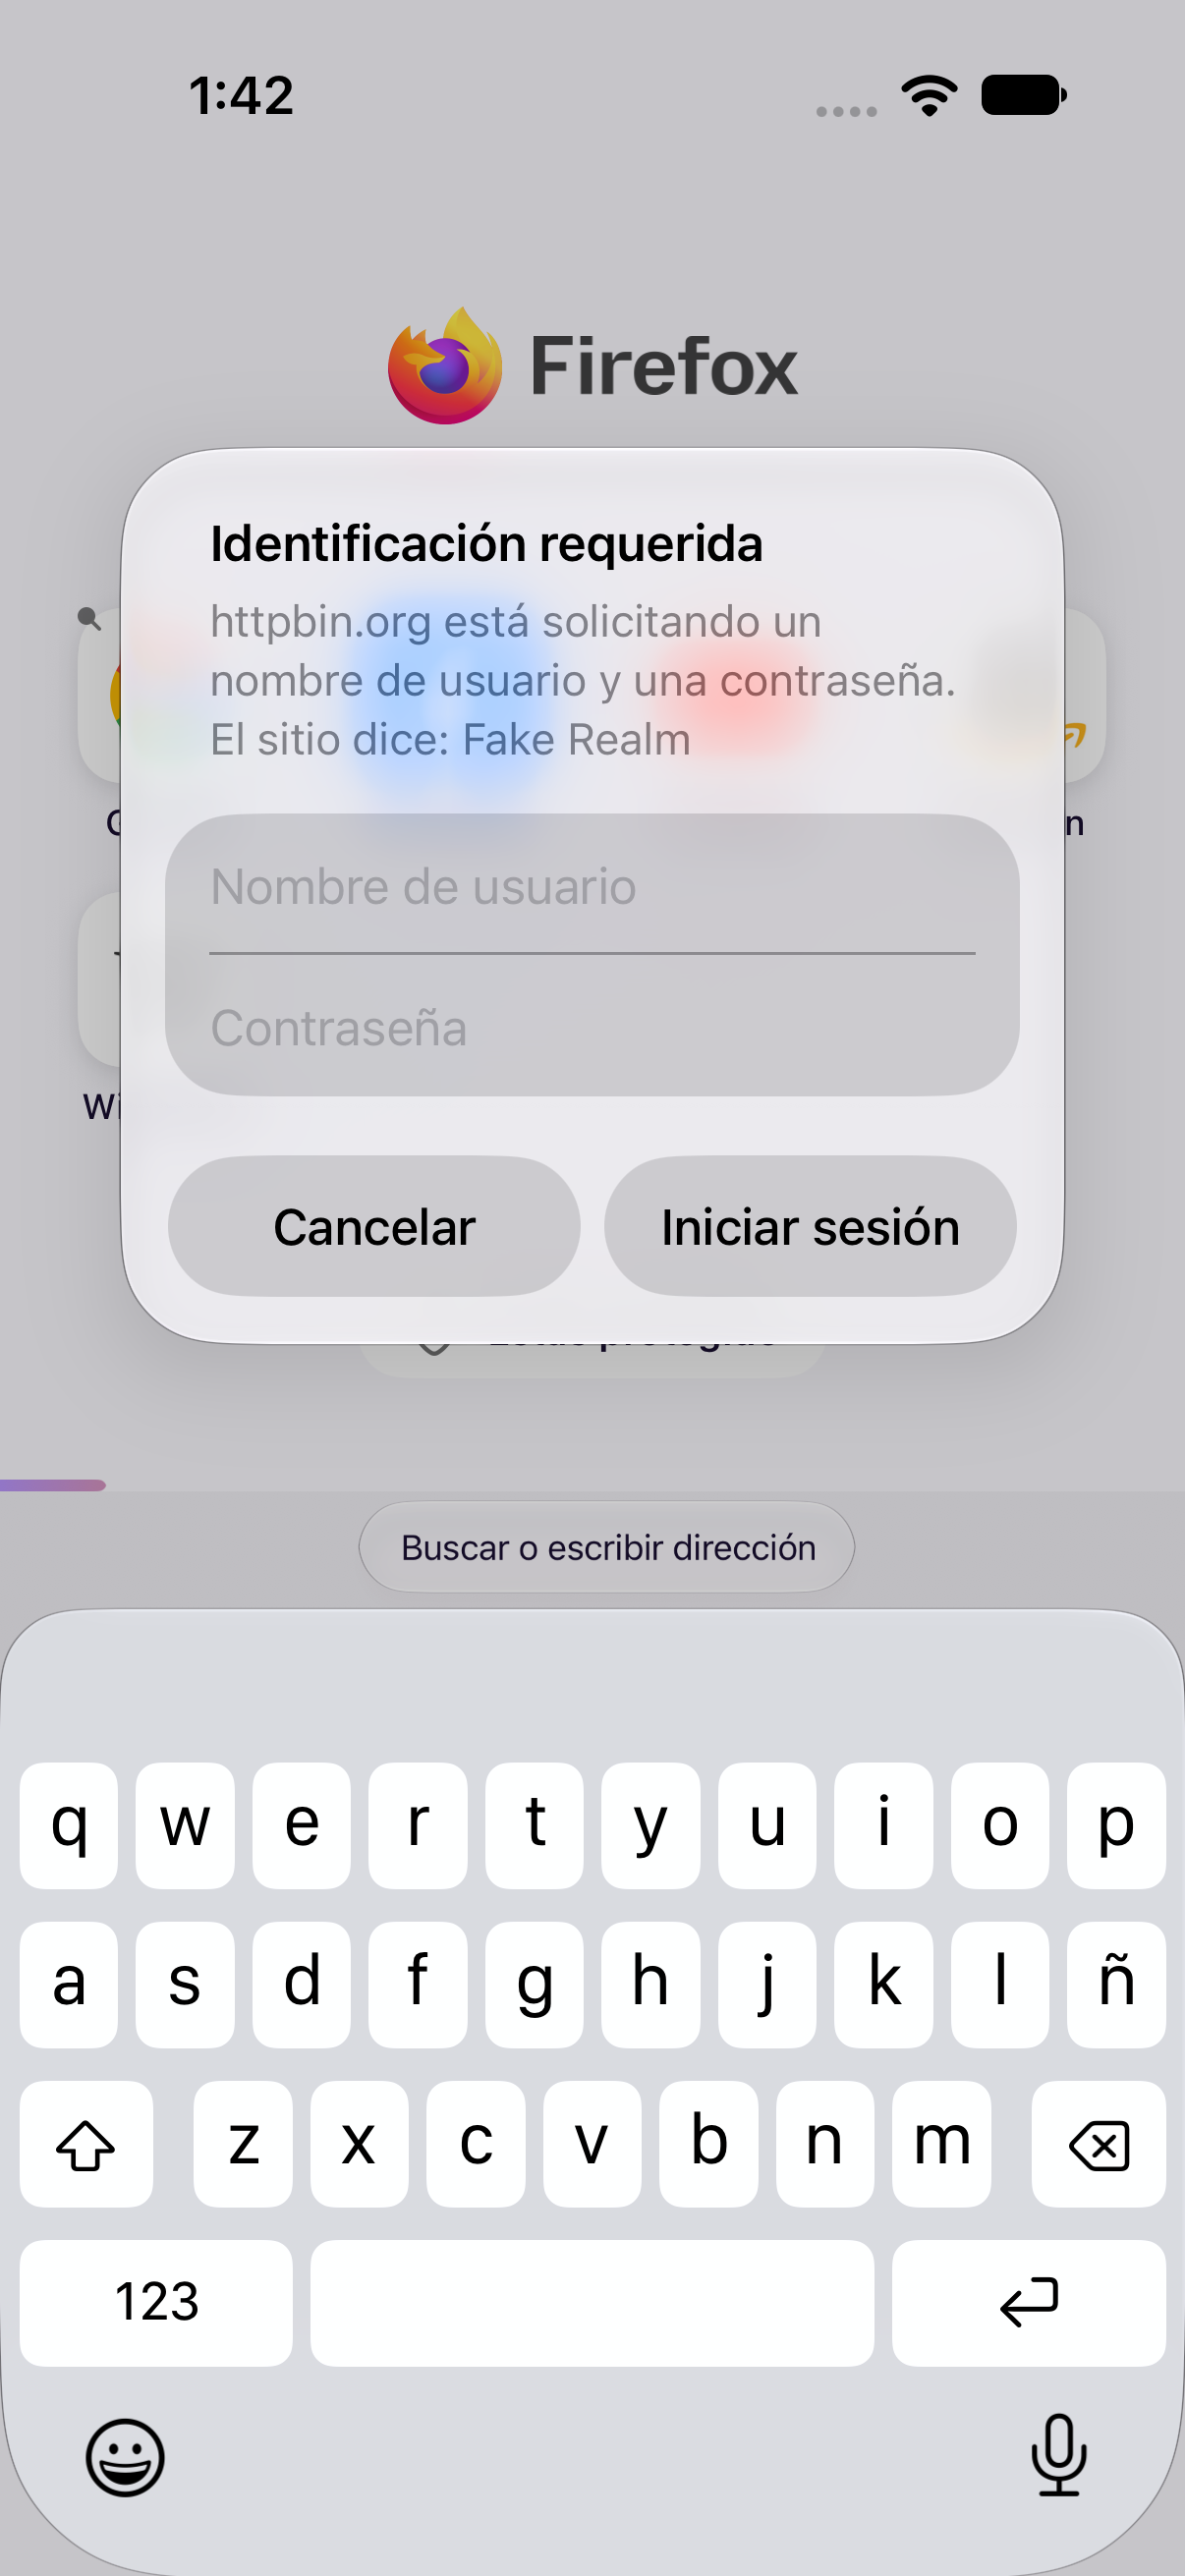 1:42
Firefox
Identificación requerida
httpbin.org está solicitando un
nombre de usuario y una contraseña.
El sitio dice: Fake Realm
Nombre de usuario
Contraseña
Cancelar
Iniciar sesión
Buscar o escribir dirección
q w e r t y u i o p
a s d f g h j k l ñ
z x c v b n m
123